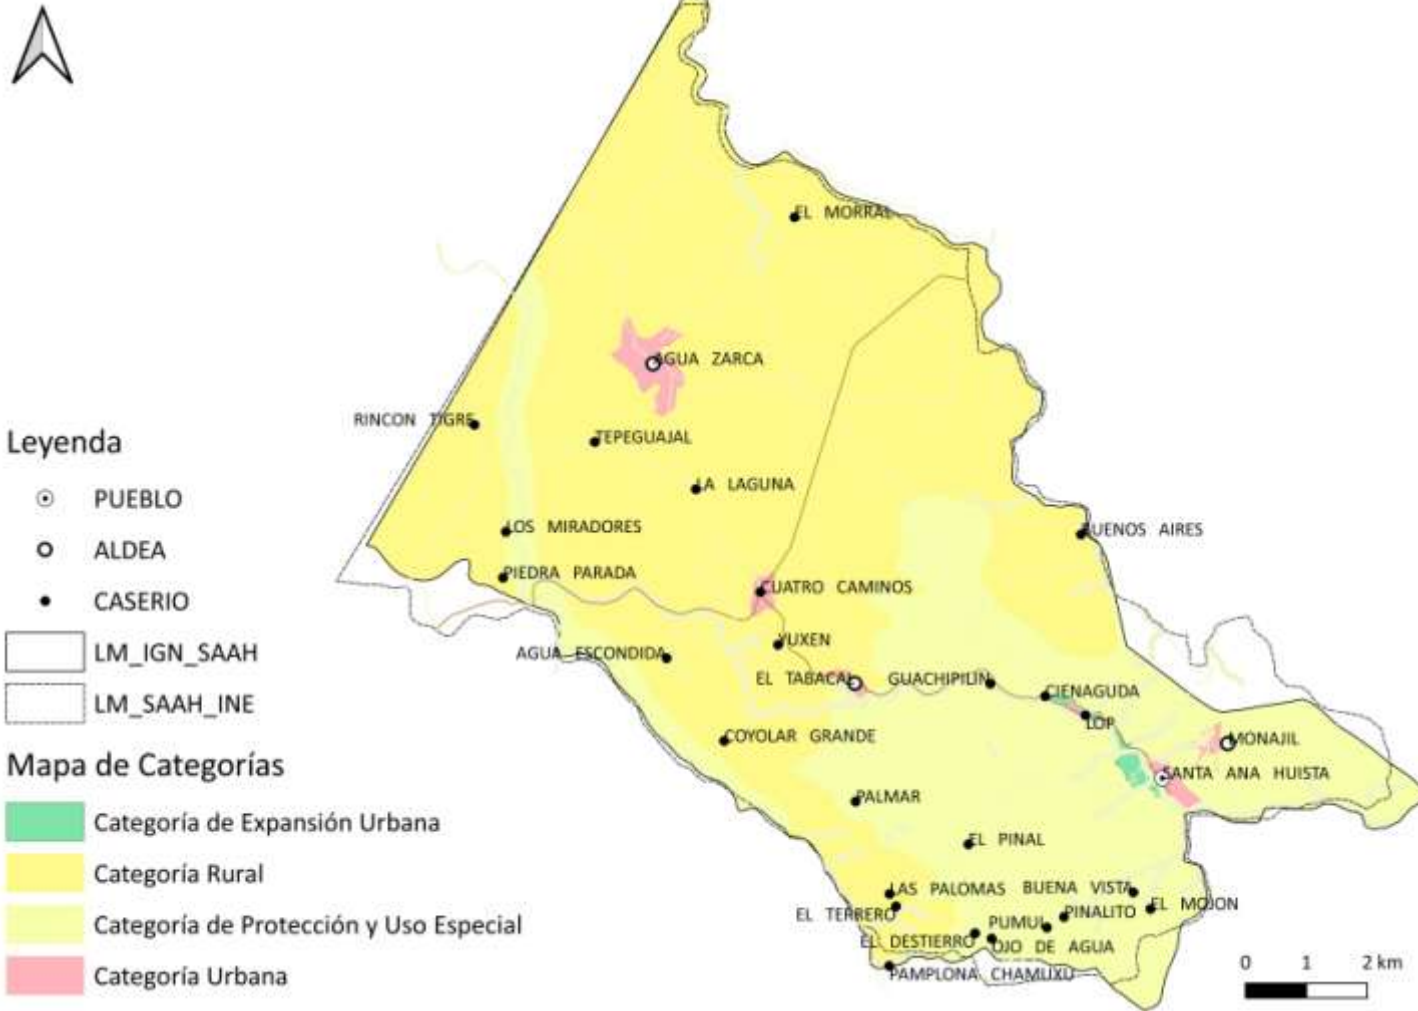 EL MORRAL
AGUA ZARCA
RINCON TIGRE
TEPEGUAJAL
LA LAGUNA
LOS MIRADORES
BUENOS AIRES
PIEDRA PARADA
CUATRO CAMINOS
YUXEN
AGUA ESCONDIDA
EL TABACAL
GUACHIPILIN
CIENAGUDA
LOP
COYOLAR GRANDE
MONAJIL
SANTA ANA HUISTA
PALMAR
EL PINAL
LAS PALOMAS
BUENA VISTA
EL TERRERO
EL MOJON
PINALITO
PUMUL
EL DESTIERRO
OJO DE AGUA
PAMPLONA CHAMUXU
Leyenda
PUEBLO
ALDEA
CASERIO
LM_IGN_SAAH
LM_SAAH_INE
Mapa de Categorías
Categoría de Expansión Urbana
Categoría Rural
Categoría de Protección y Uso Especial
Categoría Urbana
0 1 2 km